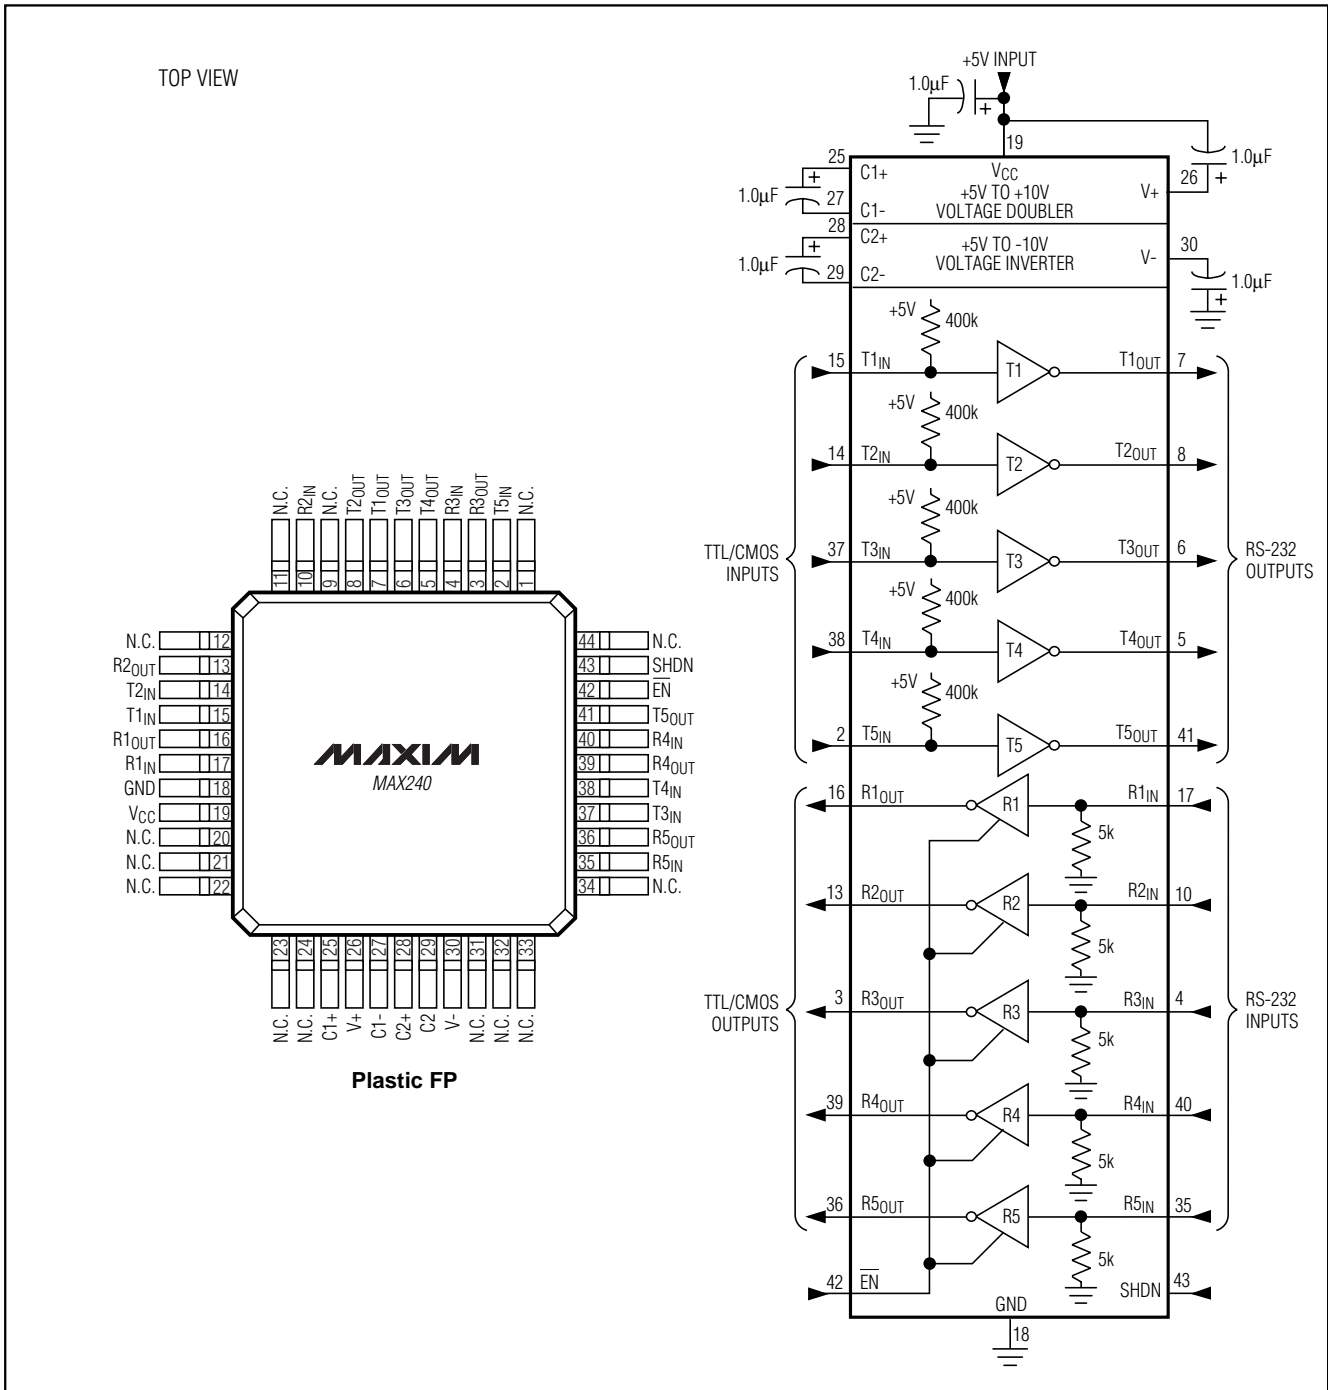 TOP VIEW
N.C.
R2IN
N.C.
T2OUT
T1OUT
T3OUT
T4OUT
R3IN
R3OUT
T5IN
N.C.
11
10
9
8
7
6
5
4
3
2
1
N.C. 12
R2OUT 13
T2IN 14
T1IN 15
R1OUT 16
R1IN 17
GND 18
VCC 19
N.C. 20
N.C. 21
N.C. 22
MAXIM
MAX240
44 N.C.
43 SHDN
42 EN
41 T5OUT
40 R4IN
39 R4OUT
38 T4IN
37 T3IN
36 R5OUT
35 R5IN
34 N.C.
23
24
25
26
27
28
29
30
31
32
33
N.C.
N.C.
C1+
V+
C1-
C2+
C2
V-
N.C.
N.C.
N.C.
Plastic FP
+5V INPUT
1.0µF
+
19
1.0µF
+
25 C1+
VCC
26 V+
1.0µF
+
+5V TO +10V
VOLTAGE DOUBLER
27 C1-
28 C2+
+5V TO -10V
VOLTAGE INVERTER
V- 30
1.0µF
+
29 C2-
1.0µF
+
+5V 400k
15 T1IN T1 T1OUT 7
+5V 400k
14 T2IN T2 T2OUT 8
+5V 400k
TTL/CMOS
INPUTS
37 T3IN T3 T3OUT 6
RS-232
OUTPUTS
+5V 400k
38 T4IN T4 T4OUT 5
+5V 400k
2 T5IN T5 T5OUT 41
16 R1OUT R1 R1IN 17
5k
13 R2OUT R2 R2IN 10
5k
TTL/CMOS
OUTPUTS
3 R3OUT R3 R3IN 4
RS-232
INPUTS
5k
39 R4OUT R4 R4IN 40
5k
36 R5OUT R5 R5IN 35
5k
42 EN
SHDN 43
GND
18